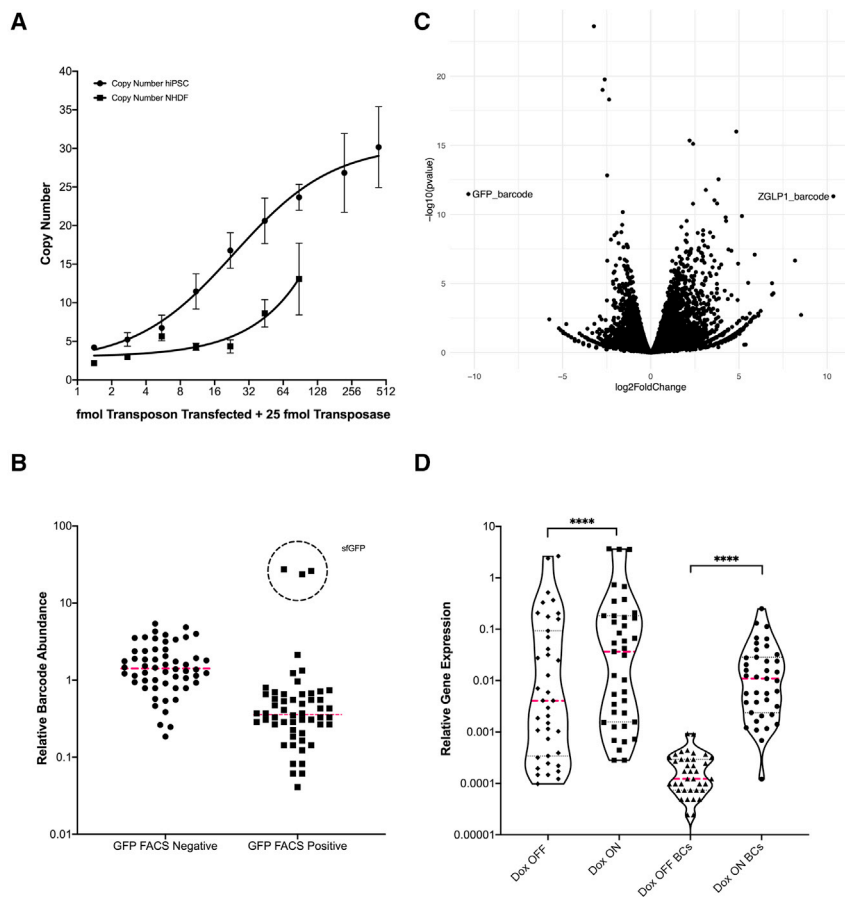 A
Copy Number hiPSC
Copy Number NHDF
Copy Number
40
35
30
25
20
15
10
5
0
1 2 4 8 16 32 64 128 256 512
fmol Transposon Transfected + 25 fmol Transposase
C
-log10(pvalue)
20
15
10
5
0
GFP_barcode
ZGLP1_barcode
−10 −5 0 5 10
log2FoldChange
B
Relative Barcode Abundance
100
10
1
0.1
0.01
sfGFP
GFP FACS Negative GFP FACS Positive
D
Relative Gene Expression
10
1
0.1
0.01
0.001
0.0001
0.00001
****
****
Dox OFF
Dox ON
Dox OFF BCs
Dox ON BCs